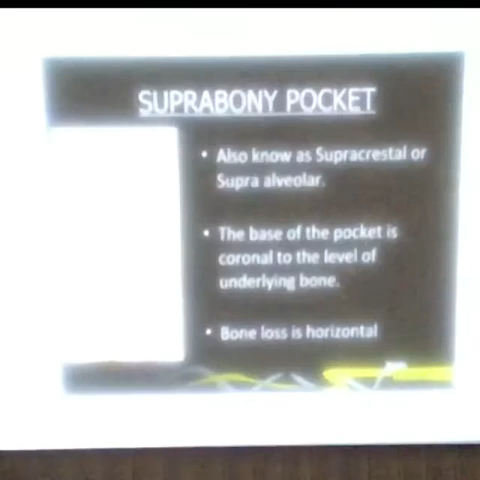 SUPRABONY POCKET
• Also know as Supracrestal or
Supra alveolar.
• The base of the pocket is
coronal to the level of
underlying bone.
• Bone loss is horizontal